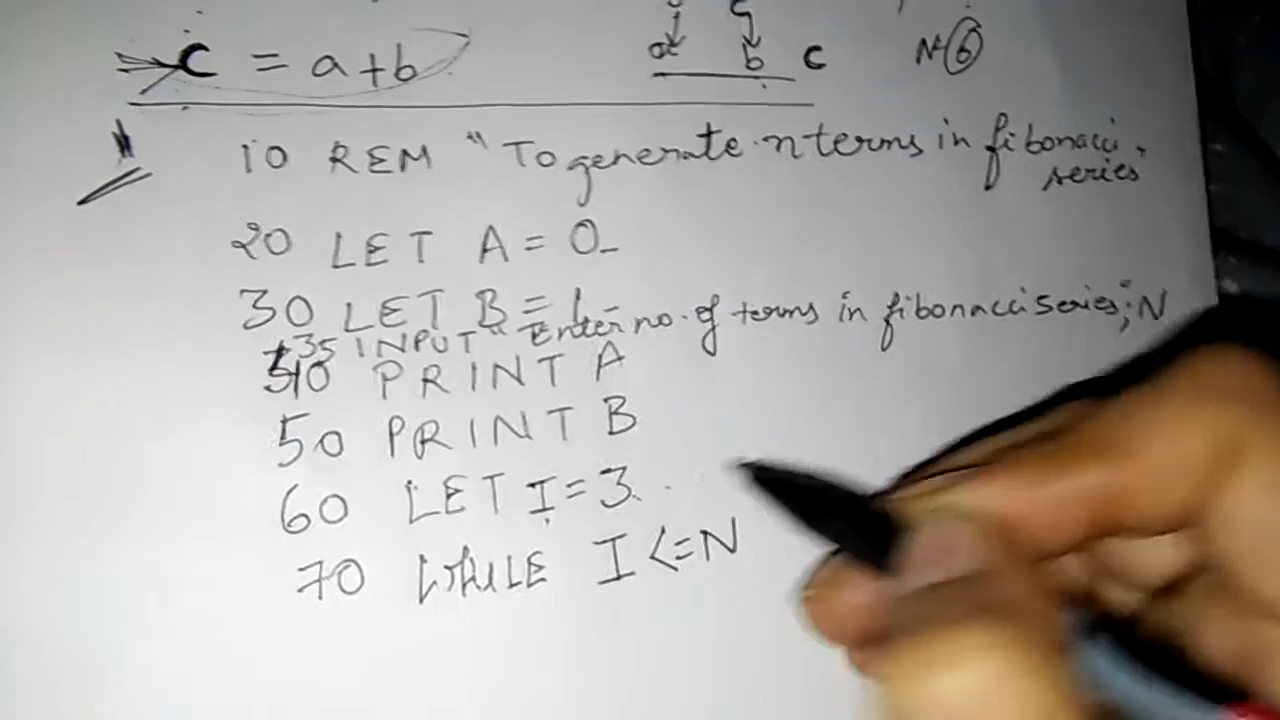 c = a+b
a b c N 6
10 REM "To generate n terms in fibonacci
series
20 LET A = 0
30 LET B = 1
35 INPUT "Enter no. of terms in fibonacci series"; N
40 PRINT A
50 PRINT B
60 LET I = 3
70 WHILE I <= N